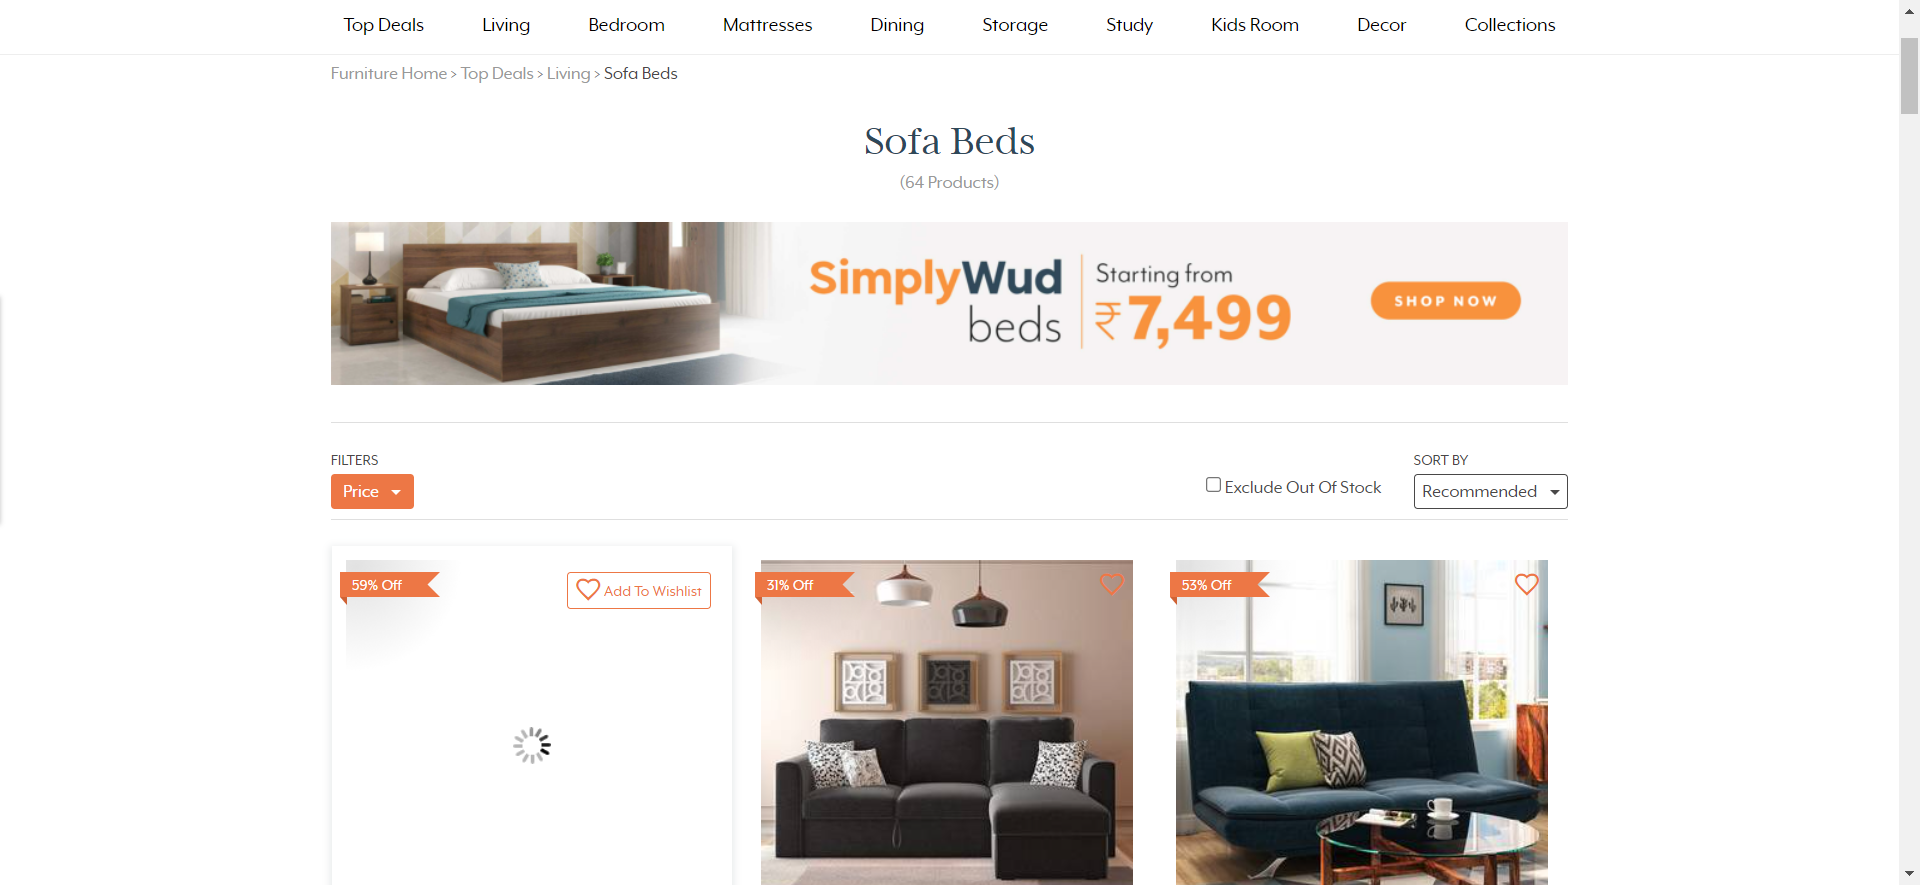 Top Deals Living Bedroom Mattresses Dining Storage Study Kids Room Decor Collections
Furniture Home > Top Deals > Living > Sofa Beds
Sofa Beds
(64 Products)
SimplyWud
beds
Starting from
₹7,499
SHOP NOW
FILTERS
Price
Exclude Out Of Stock
SORT BY
Recommended
59% Off
Add To Wishlist
31% Off
53% Off